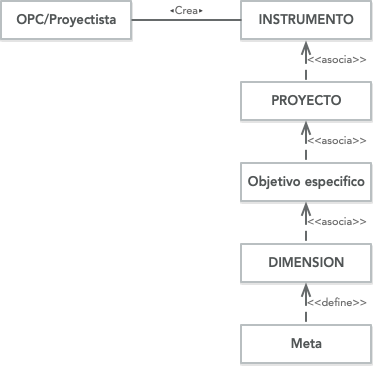 OPC/Proyectista
◂Crea▸
INSTRUMENTO
<<asocia>>
PROYECTO
<<asocia>>
Objetivo especifico
<<asocia>>
DIMENSION
<<define>>
Meta